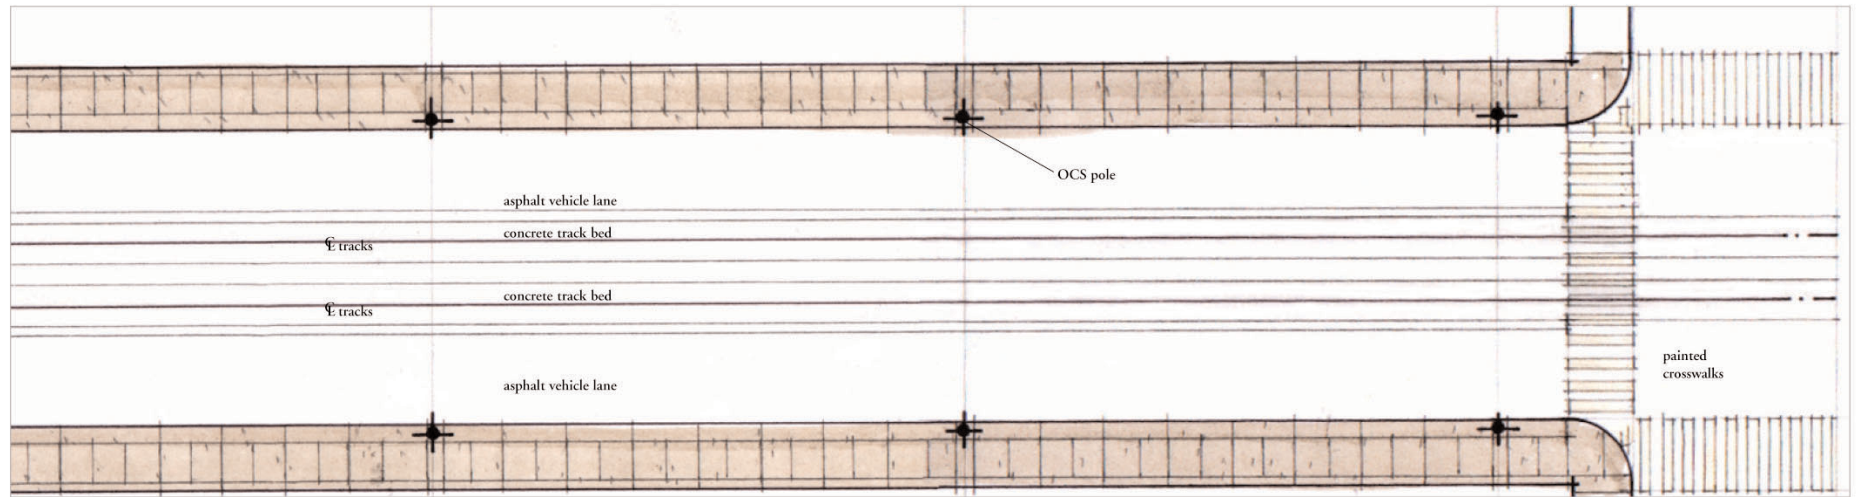 OCS pole
asphalt vehicle lane
concrete track bed
℄ tracks
concrete track bed
℄ tracks
painted
crosswalks
asphalt vehicle lane